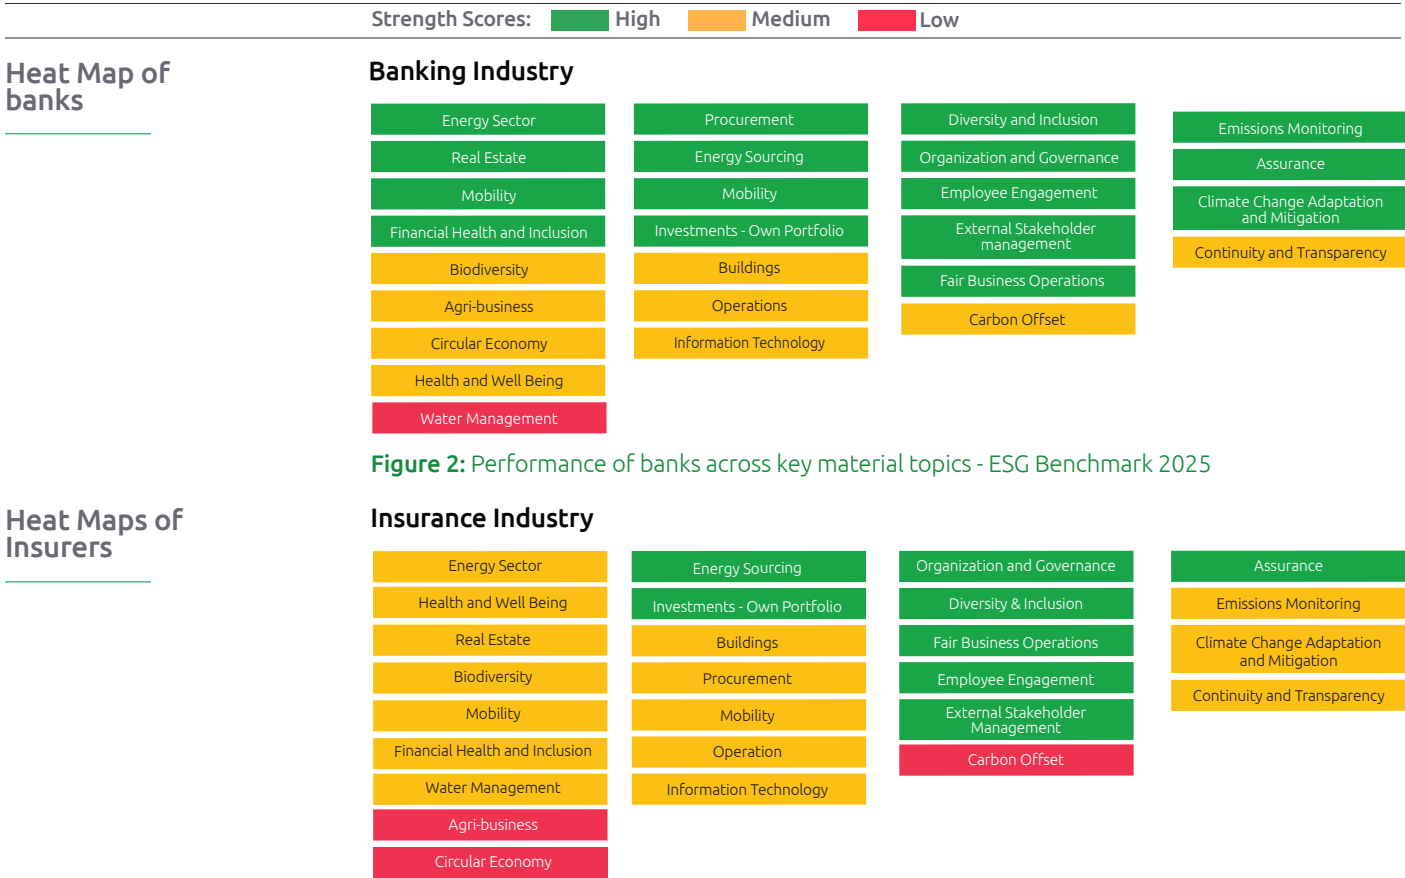 Strength Scores: High Medium Low
Heat Map of
banks
Banking Industry
Energy Sector
Real Estate
Mobility
Financial Health and Inclusion
Biodiversity
Agri-business
Circular Economy
Health and Well Being
Water Management
Procurement
Energy Sourcing
Mobility
Investments - Own Portfolio
Buildings
Operations
Information Technology
Diversity and Inclusion
Organization and Governance
Employee Engagement
External Stakeholder
management
Fair Business Operations
Carbon Offset
Emissions Monitoring
Assurance
Climate Change Adaptation
and Mitigation
Continuity and Transparency
Figure 2: Performance of banks across key material topics - ESG Benchmark 2025
Heat Maps of
Insurers
Insurance Industry
Energy Sector
Health and Well Being
Real Estate
Biodiversity
Mobility
Financial Health and Inclusion
Water Management
Agri-business
Circular Economy
Energy Sourcing
Investments - Own Portfolio
Buildings
Procurement
Mobility
Operation
Information Technology
Organization and Governance
Diversity & Inclusion
Fair Business Operations
Employee Engagement
External Stakeholder
Management
Carbon Offset
Assurance
Emissions Monitoring
Climate Change Adaptation
and Mitigation
Continuity and Transparency